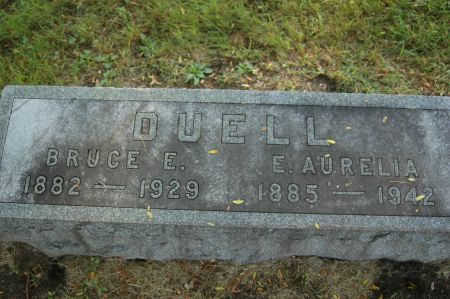 DUELL
BRUCE E. E. AURELIA
1882 — 1929 1885 — 1942